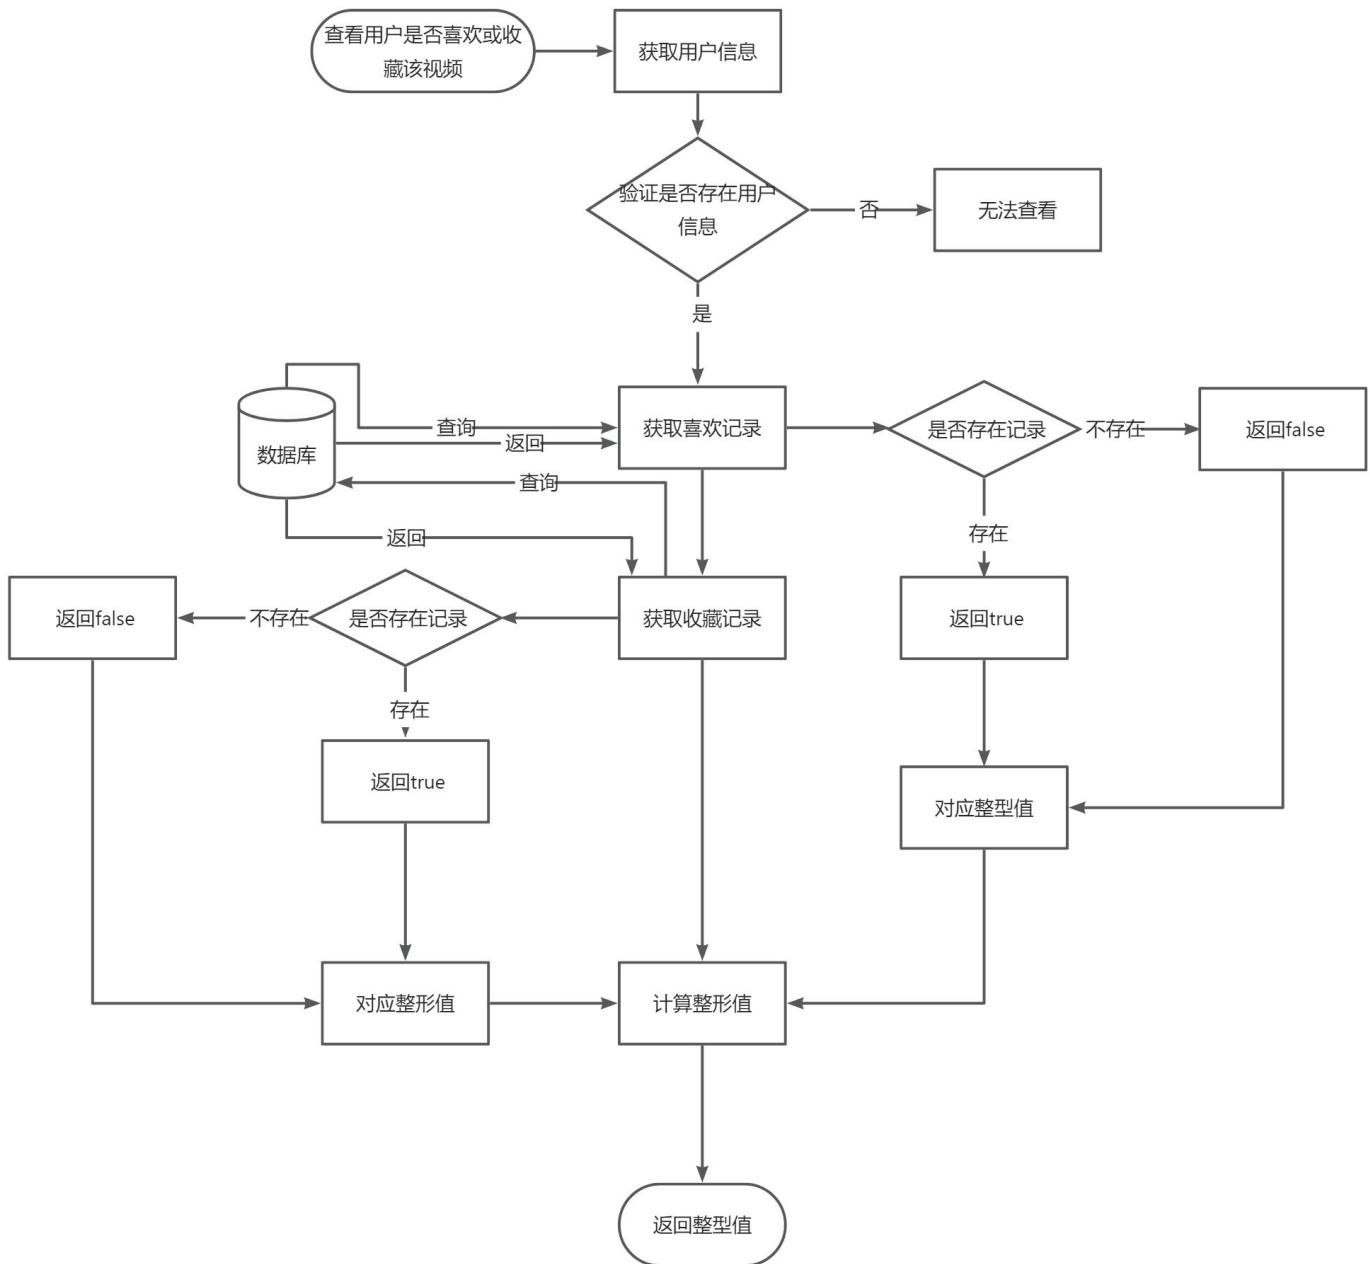 查看用户是否喜欢或收
藏该视频
获取用户信息
验证是否存在用户
信息
否
无法查看
是
查询
获取喜欢记录
是否存在记录
不存在
返回false
返回
数据库
查询
存在
返回
返回false
不存在
是否存在记录
获取收藏记录
返回true
存在
返回true
对应整型值
对应整形值
计算整形值
返回整型值